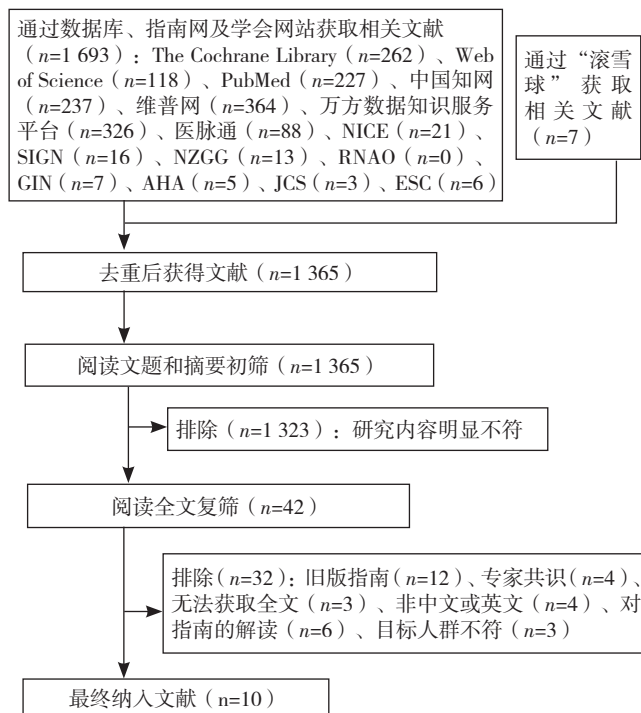 通过数据库、指南网及学会网站获取相关文献
（n=1 693）：The Cochrane Library（n=262）、Web
of Science（n=118）、PubMed（n=227）、中国知网
（n=237）、维普网（n=364）、万方数据知识服务
平台（n=326）、医脉通（n=88）、NICE（n=21）、
SIGN（n=16）、NZGG（n=13）、RNAO（n=0）、
GIN（n=7）、AHA（n=5）、JCS（n=3）、ESC（n=6）
通过“滚雪
球”获取
相关文献
（n=7）
去重后获得文献（n=1 365）
阅读文题和摘要初筛（n=1 365）
排除（n=1 323）：研究内容明显不符
阅读全文复筛（n=42）
排除（n=32）：旧版指南（n=12）、专家共识（n=4）、
无法获取全文（n=3）、非中文或英文（n=4）、对
指南的解读（n=6）、目标人群不符（n=3）
最终纳入文献（n=10）